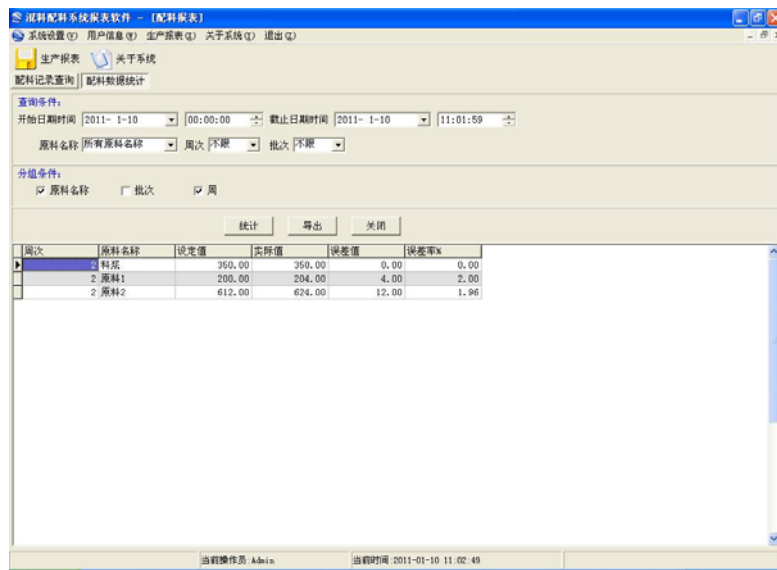 混料配料系统报表软件 - [配料报表]
系统设置(Y) 用户信息(W) 生产报表(Q) 关于系统(T) 退出(Z)
生产报表 关于系统
配料记录查询 配料数据统计
查询条件:
开始日期时间 2011- 1-10 00:00:00 截止日期时间 2011- 1-10 11:01:59
原料名称 所有原料名称 周次 不限 批次 不限
分组条件:
原料名称 批次 周
统计 导出 关闭
周次 原料名称 设定值 实际值 误差值 误差率%
2 料浆 350.00 350.00 0.00 0.00
2 原料1 200.00 204.00 4.00 2.00
2 原料2 612.00 624.00 12.00 1.96
当前操作员:Admin 当前时间:2011-01-10 11:02:49